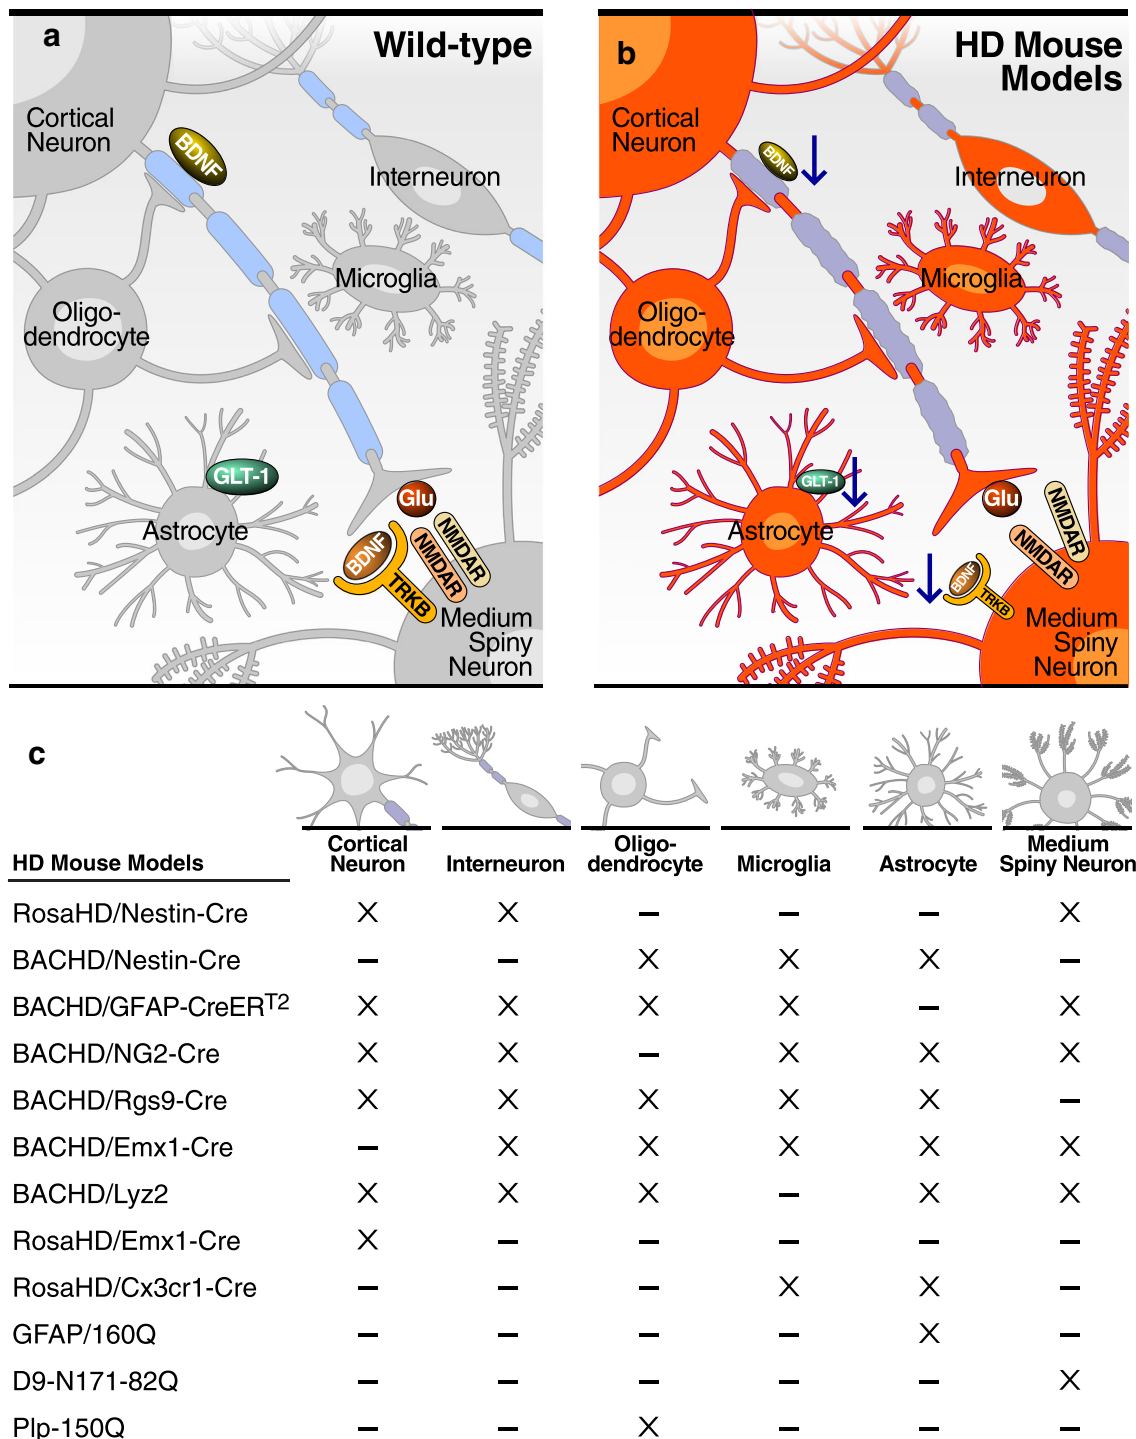 a
Wild-type
Cortical
Neuron
BDNF
Interneuron
Microglia
Oligo-
dendrocyte
GLT-1
Glu
Astrocyte
BDNF
TRKB
NMDAR
NMDAR
Medium
Spiny
Neuron
b
HD Mouse
Models
Cortical
Neuron
BDNF
Interneuron
Microglia
Oligo-
dendrocyte
GLT-1
Glu
Astrocyte
NMDAR
NMDAR
BDNF
TRKB
Medium
Spiny
Neuron
c
HD Mouse Models
Cortical
Neuron
Interneuron
Oligo-
dendrocyte
Microglia
Astrocyte
Medium
Spiny Neuron
RosaHD/Nestin-Cre X X – – – X
BACHD/Nestin-Cre – – X X X –
BACHD/GFAP-CreERT2 X X X X – X
BACHD/NG2-Cre X X – X X X
BACHD/Rgs9-Cre X X X X X –
BACHD/Emx1-Cre – X X X X X
BACHD/Lyz2 X X X – X X
RosaHD/Emx1-Cre X – – – – –
RosaHD/Cx3cr1-Cre – – – X X –
GFAP/160Q – – – – X –
D9-N171-82Q – – – – – X
Plp-150Q – – X – – –